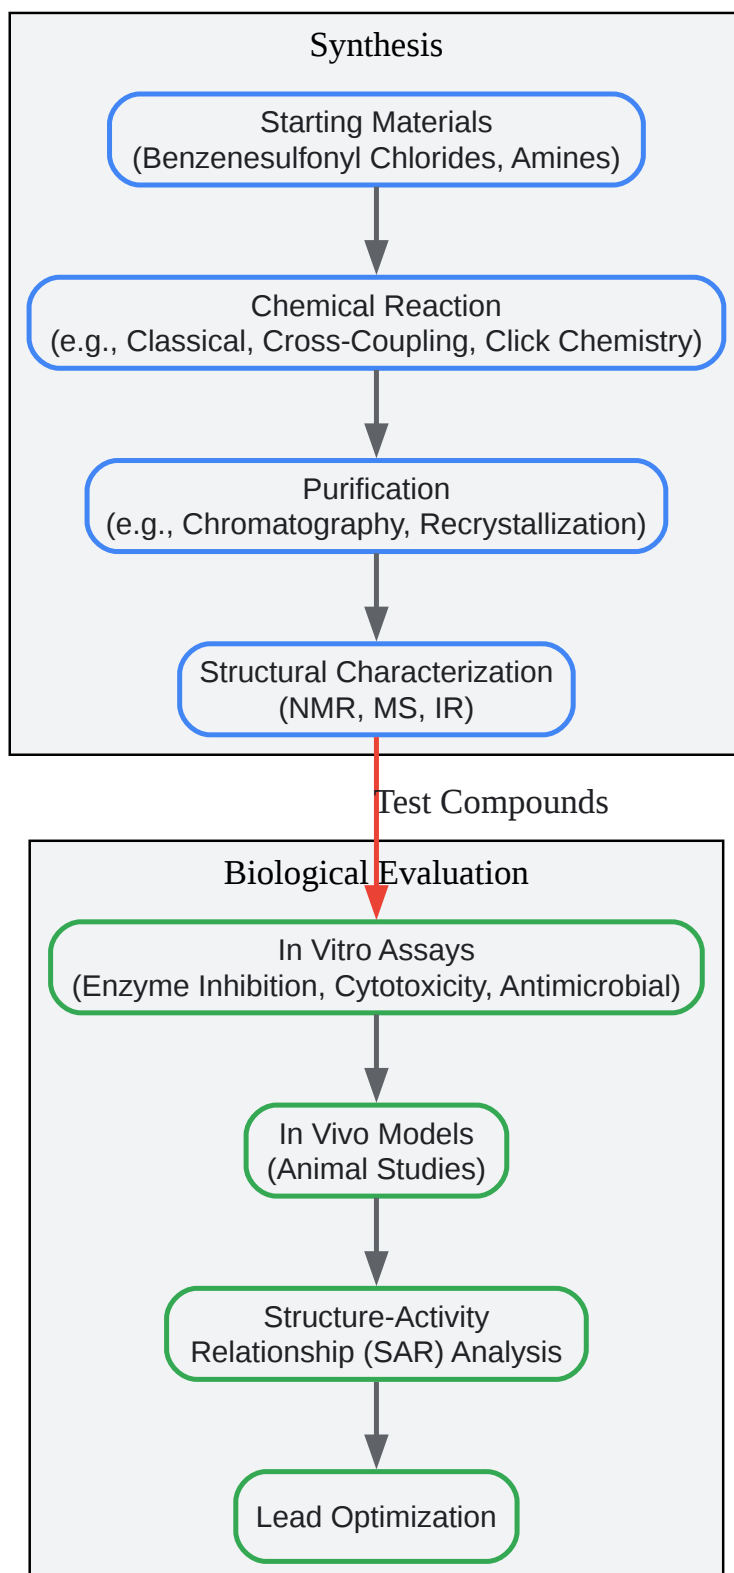 Synthesis
Starting Materials
(Benzenesulfonyl Chlorides, Amines)
Chemical Reaction
(e.g., Classical, Cross-Coupling, Click Chemistry)
Purification
(e.g., Chromatography, Recrystallization)
Structural Characterization
(NMR, MS, IR)
Test Compounds
Biological Evaluation
In Vitro Assays
(Enzyme Inhibition, Cytotoxicity, Antimicrobial)
In Vivo Models
(Animal Studies)
Structure-Activity
Relationship (SAR) Analysis
Lead Optimization